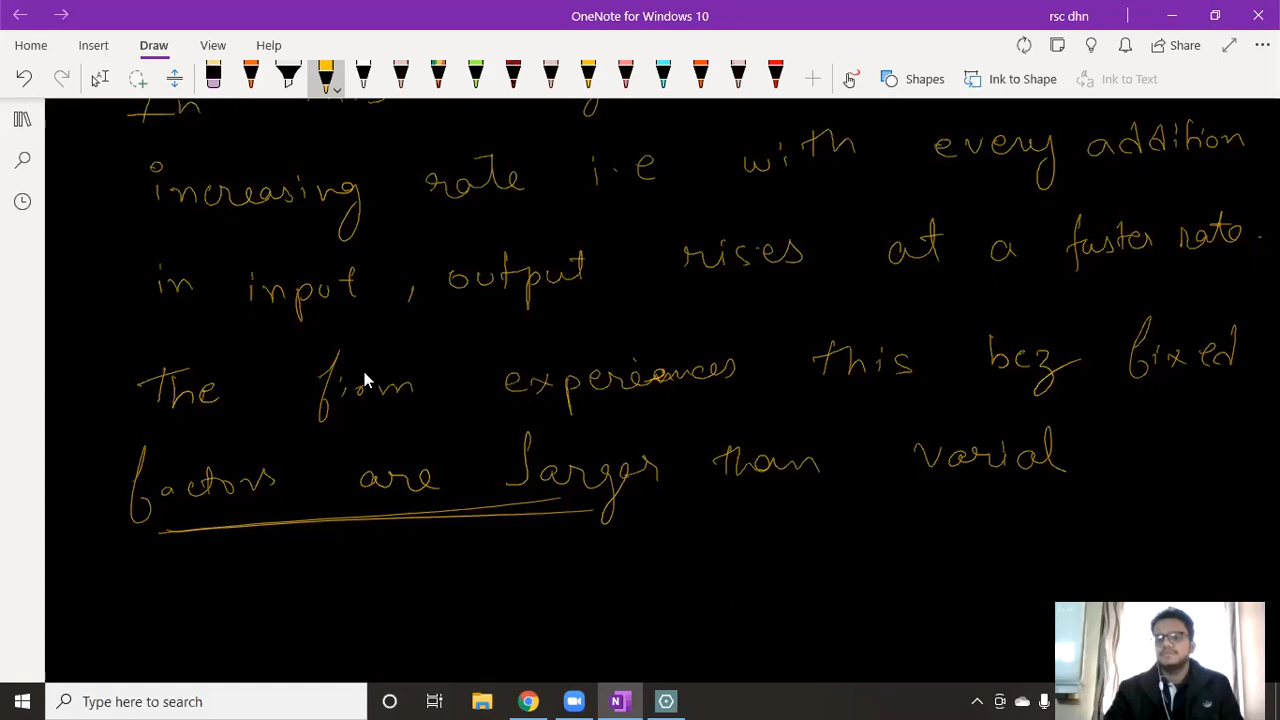 OneNote for Windows 10
rsc dhn
Home Insert Draw View Help
Share
Shapes Ink to Shape Ink to Text
In this
increasing rate i.e with every addition
in input, output rises at a faster rate.
The firm experiences this bcz fixed
factors are larger than varial
Type here to search